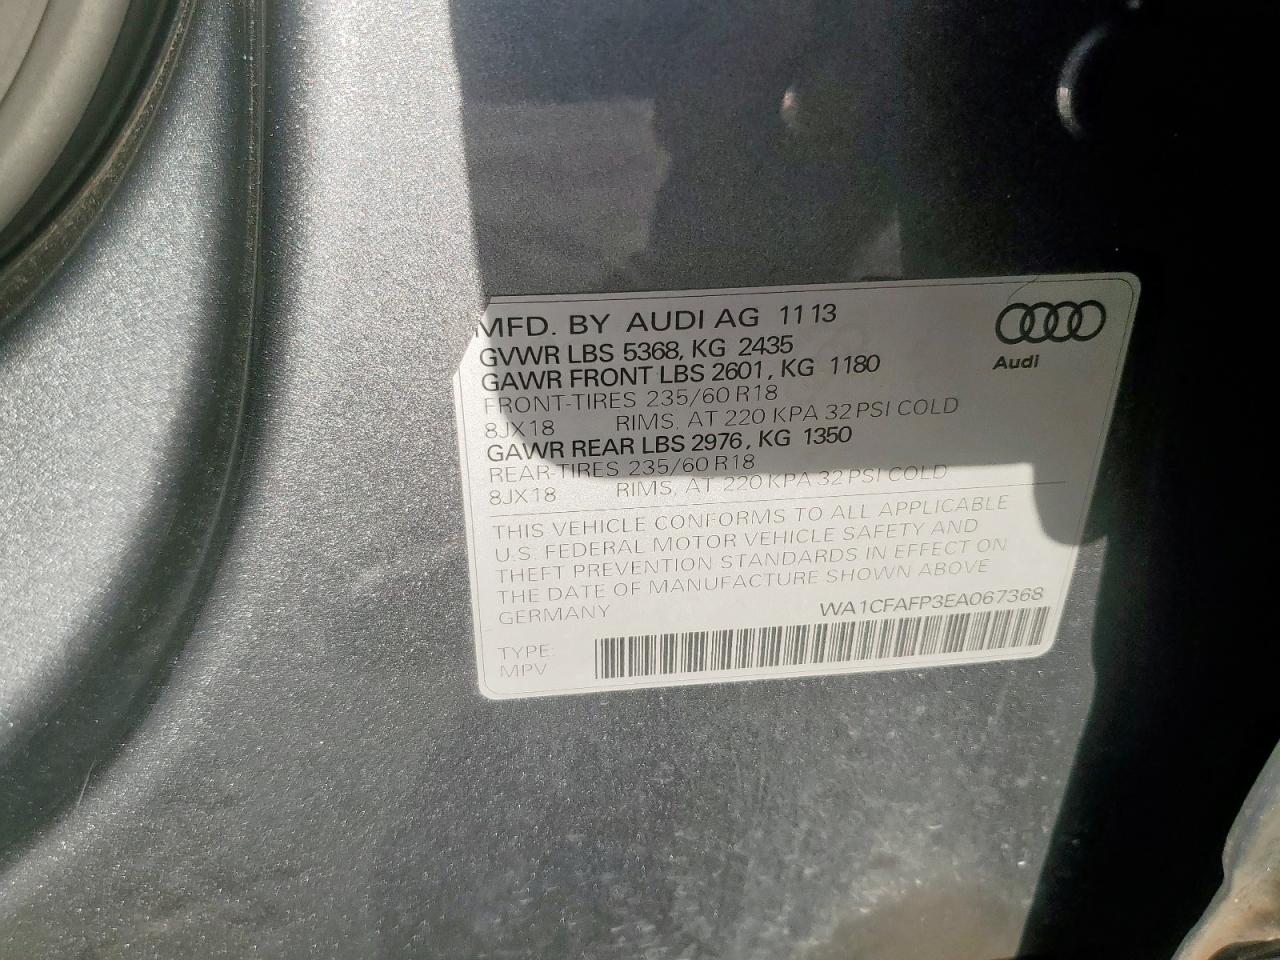 MFD. BY AUDI AG 11 13
GVWR LBS 5368, KG 2435
GAWR FRONT LBS 2601, KG 1180
FRONT-TIRES 235/60 R18
8JX18 RIMS, AT 220 KPA 32 PSI COLD
GAWR REAR LBS 2976, KG 1350
REAR-TIRES 235/60 R18
8JX18 RIMS, AT 220 KPA 32 PSI COLD
Audi
THIS VEHICLE CONFORMS TO ALL APPLICABLE
U.S. FEDERAL MOTOR VEHICLE SAFETY AND
THEFT PREVENTION STANDARDS IN EFFECT ON
THE DATE OF MANUFACTURE SHOWN ABOVE
GERMANY
WA1CFAFP3EA067368
TYPE:
MPV